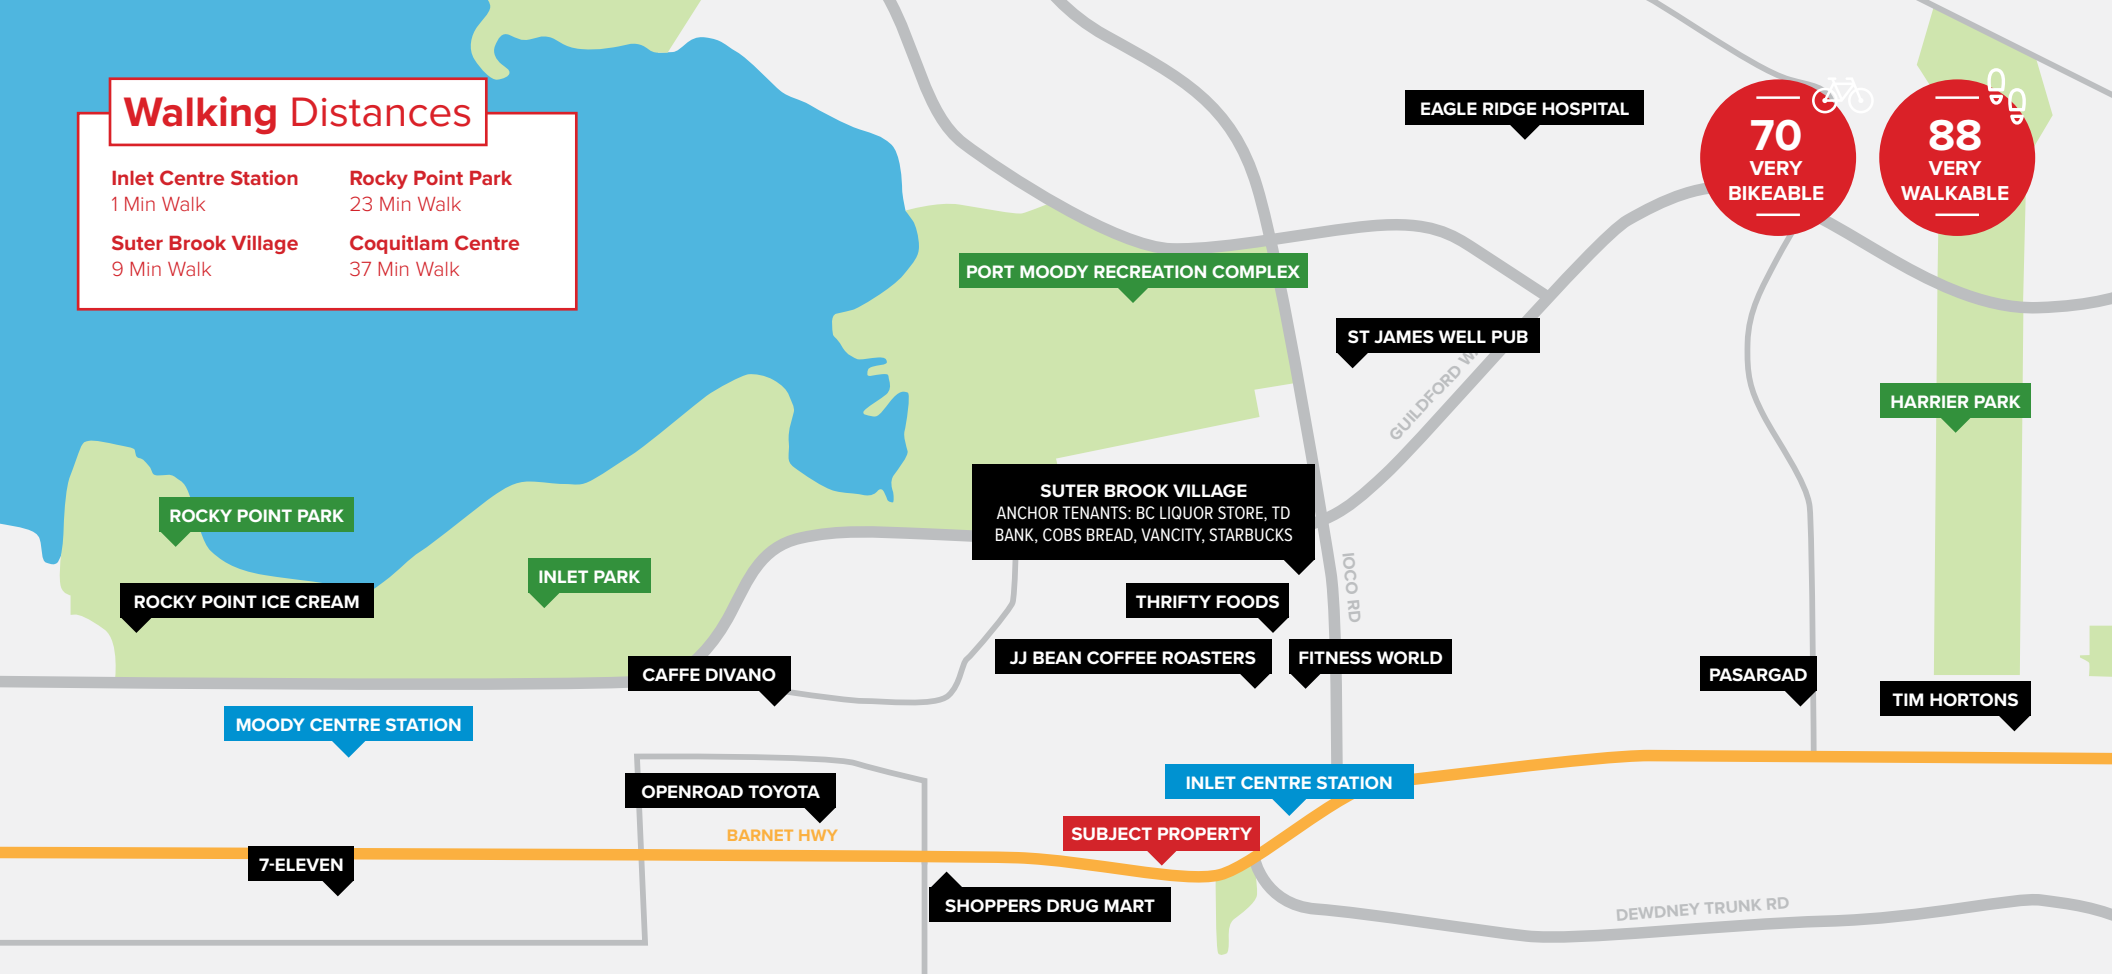 Walking Distances
Inlet Centre Station
1 Min Walk
Rocky Point Park
23 Min Walk
Suter Brook Village
9 Min Walk
Coquitlam Centre
37 Min Walk
EAGLE RIDGE HOSPITAL
70
VERY
BIKEABLE
88
VERY
WALKABLE
PORT MOODY RECREATION COMPLEX
ST JAMES WELL PUB
GUILDFORD
HARRIER PARK
SUTER BROOK VILLAGE
ANCHOR TENANTS: BC LIQUOR STORE, TD
BANK, COBS BREAD, VANCITY, STARBUCKS
ROCKY POINT PARK
INLET PARK
IOCO RD
ROCKY POINT ICE CREAM
THRIFTY FOODS
JJ BEAN COFFEE ROASTERS
FITNESS WORLD
CAFFE DIVANO
PASARGAD
TIM HORTONS
MOODY CENTRE STATION
OPENROAD TOYOTA
INLET CENTRE STATION
BARNET HWY
SUBJECT PROPERTY
7-ELEVEN
SHOPPERS DRUG MART
DEWDNEY TRUNK RD